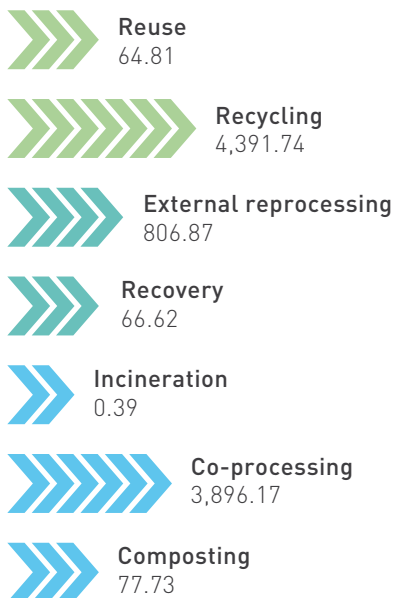 Reuse
64.81
Recycling
4,391.74
External reprocessing
806.87
Recovery
66.62
Incineration
0.39
Co-processing
3,896.17
Composting
77.73